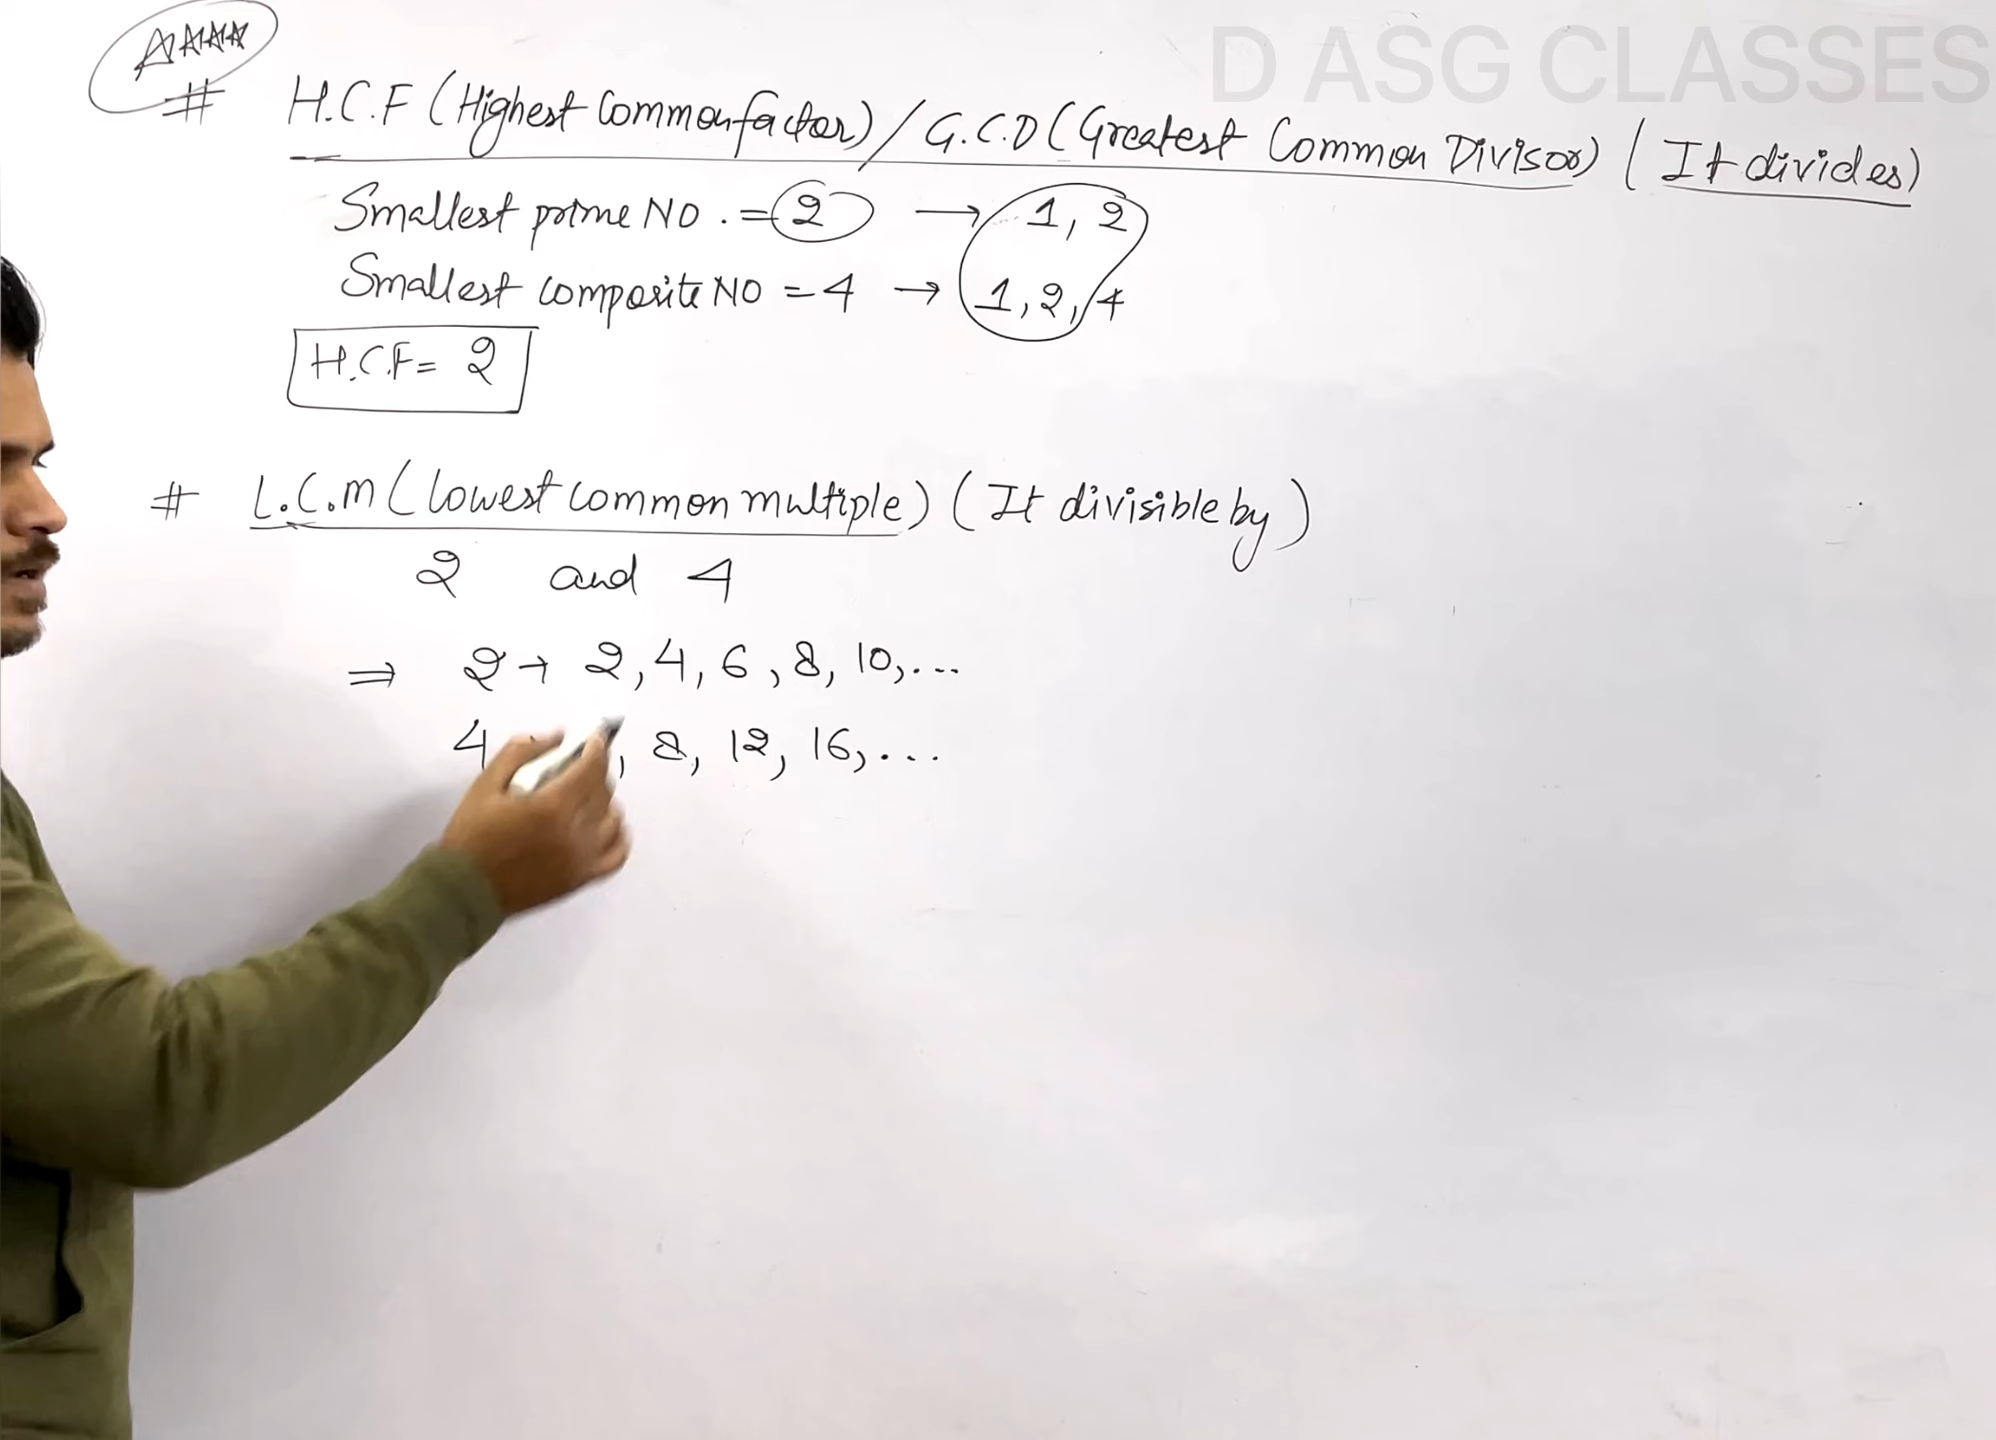 D ASG CLASSES
# H.C.F (Highest Common factor) / G.C.D (Greatest Common Divisor) (It divides)
Smallest prime NO. = 2 → 1, 2
Smallest composite NO = 4 → 1, 2, 4
H.C.F = 2
# L.C.M (lowest common multiple) (It divisible by)
2 and 4
⇒ 2 → 2, 4, 6, 8, 10, ...
4 , 8, 12, 16, ...